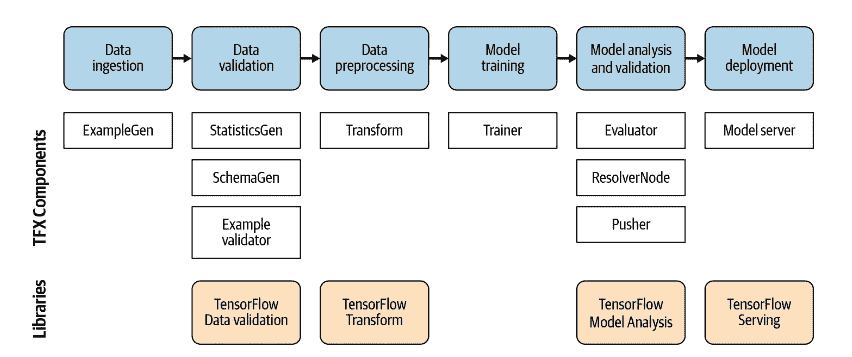 Data
ingestion
Data
validation
Data
preprocessing
Model
training
Model analysis
and validation
Model
deployment
TFX Components
ExampleGen
StatisticsGen
Transform
Trainer
Evaluator
Model server
SchemaGen
ResolverNode
Example
validator
Pusher
Libraries
TensorFlow
Data validation
TensorFlow
Transform
TensorFlow
Model Analysis
TensorFlow
Serving